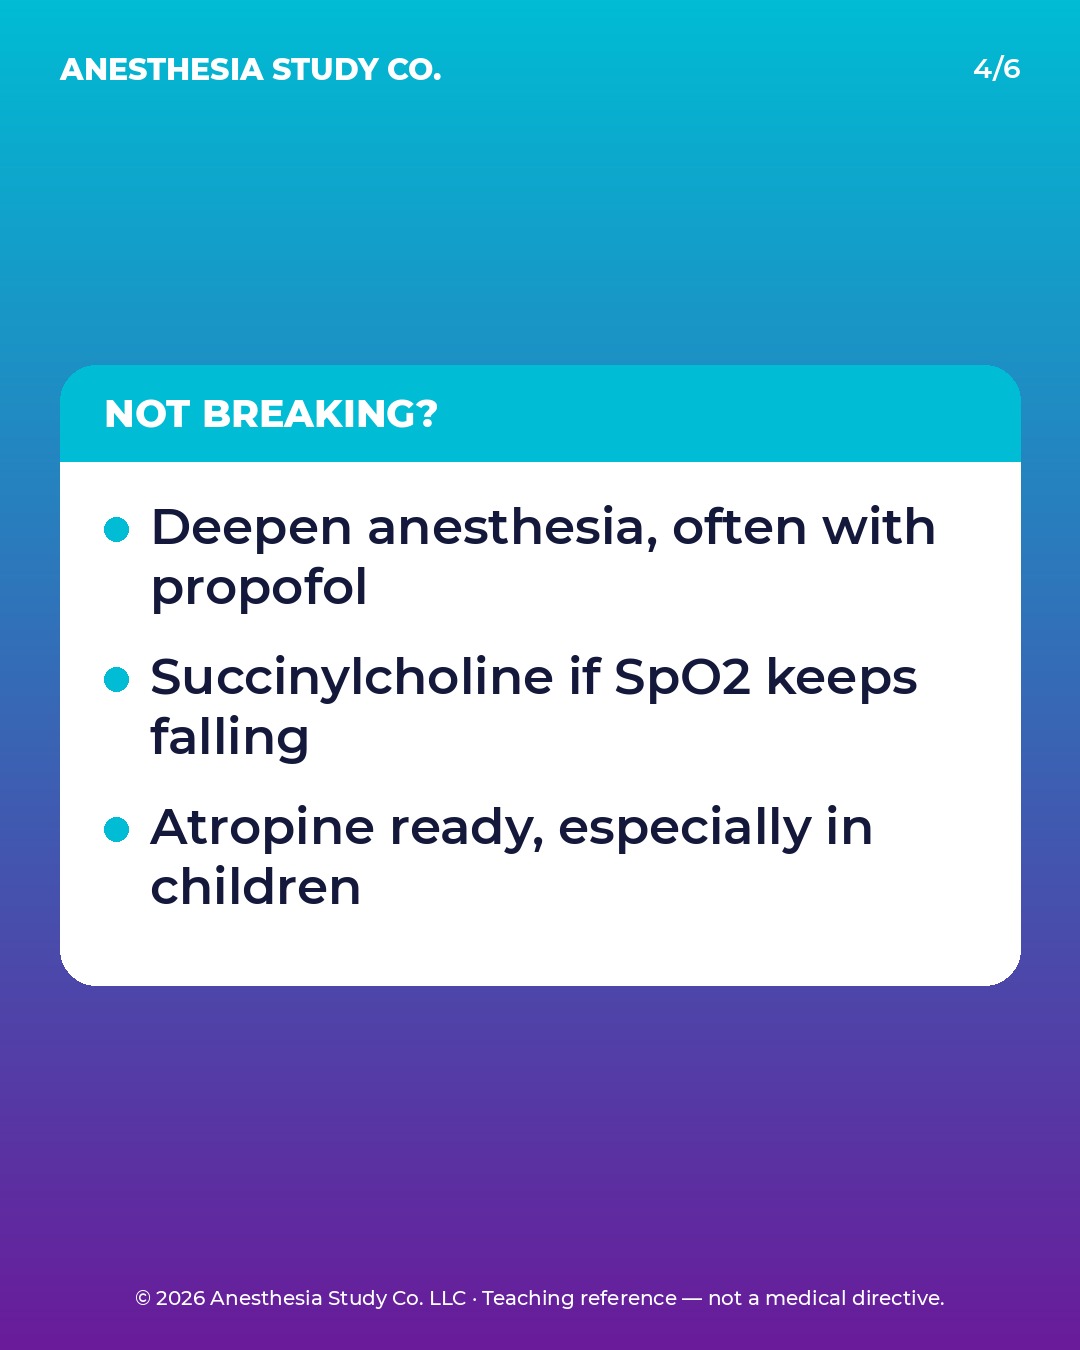 ANESTHESIA STUDY CO.
4/6
NOT BREAKING?
Deepen anesthesia, often with
propofol
Succinylcholine if SpO2 keeps
falling
Atropine ready, especially in
children
© 2026 Anesthesia Study Co. LLC · Teaching reference — not a medical directive.